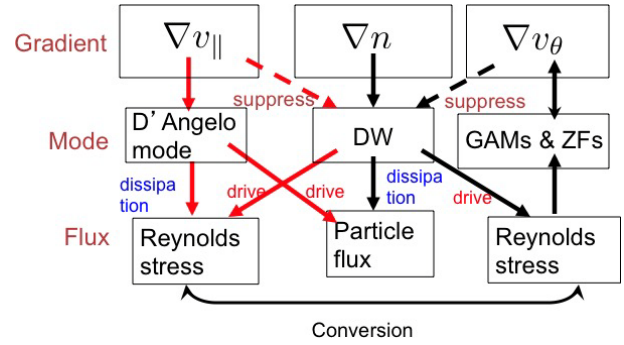 Gradient
∇v∥
∇n
∇vθ
suppress
suppress
Mode
D' Angelo
mode
DW
GAMs & ZFs
dissipa
tion
drive
drive
dissipa
tion
drive
Flux
Reynolds
stress
Particle
flux
Reynolds
stress
Conversion